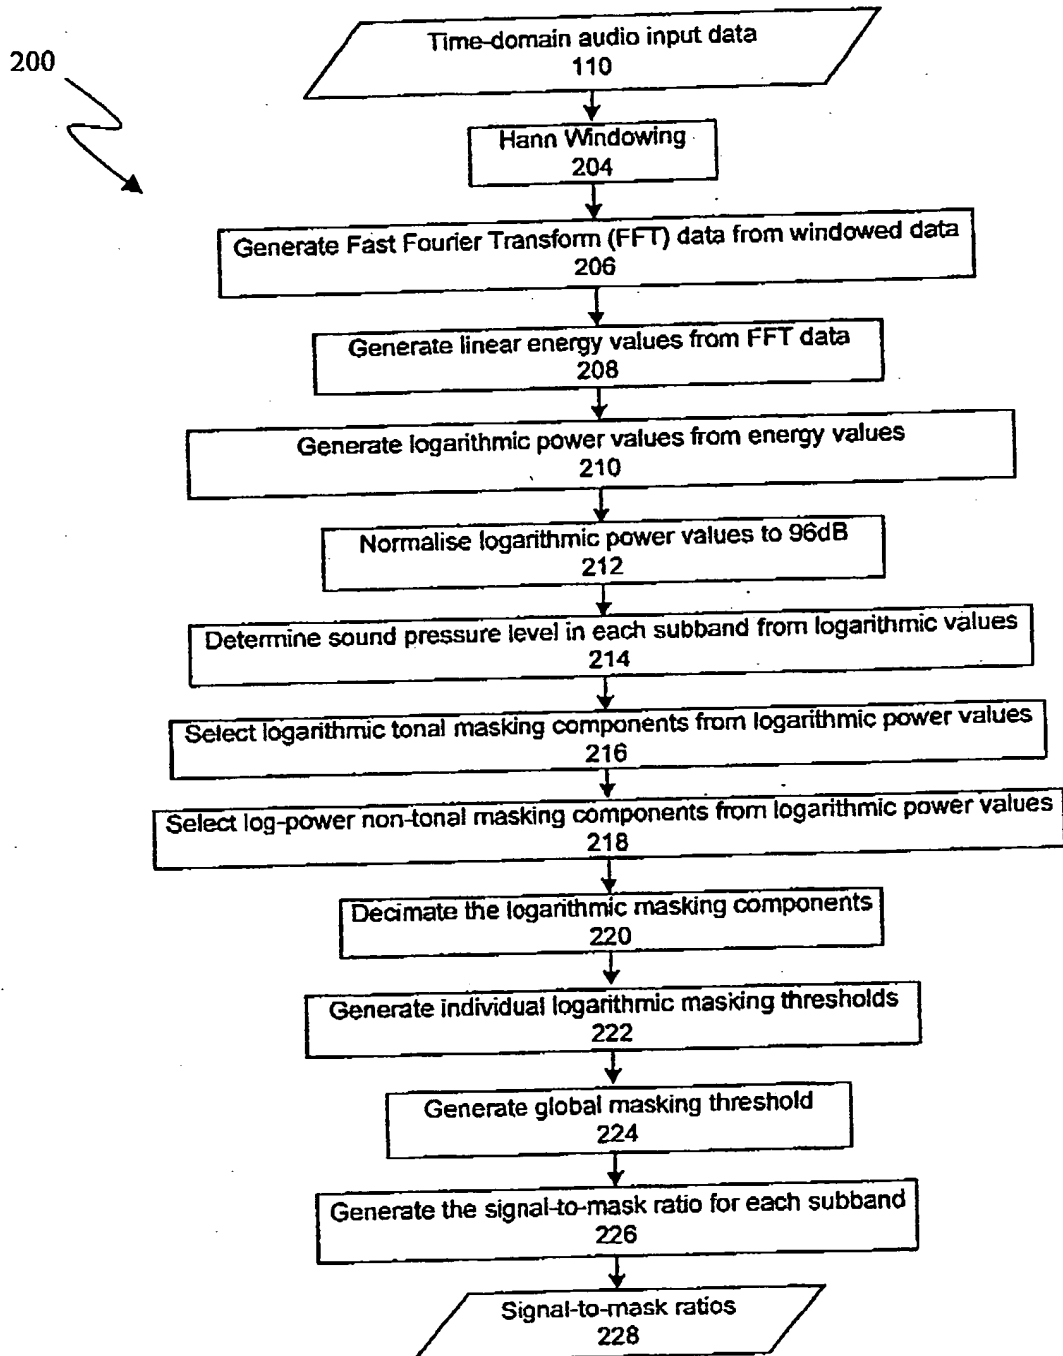 200
Time-domain audio input data
110
Hann Windowing
204
Generate Fast Fourier Transform (FFT) data from windowed data
206
Generate linear energy values from FFT data
208
Generate logarithmic power values from energy values
210
Normalise logarithmic power values to 96dB
212
Determine sound pressure level in each subband from logarithmic values
214
Select logarithmic tonal masking components from logarithmic power values
216
Select log-power non-tonal masking components from logarithmic power values
218
Decimate the logarithmic masking components
220
Generate individual logarithmic masking thresholds
222
Generate global masking threshold
224
Generate the signal-to-mask ratio for each subband
226
Signal-to-mask ratios
228